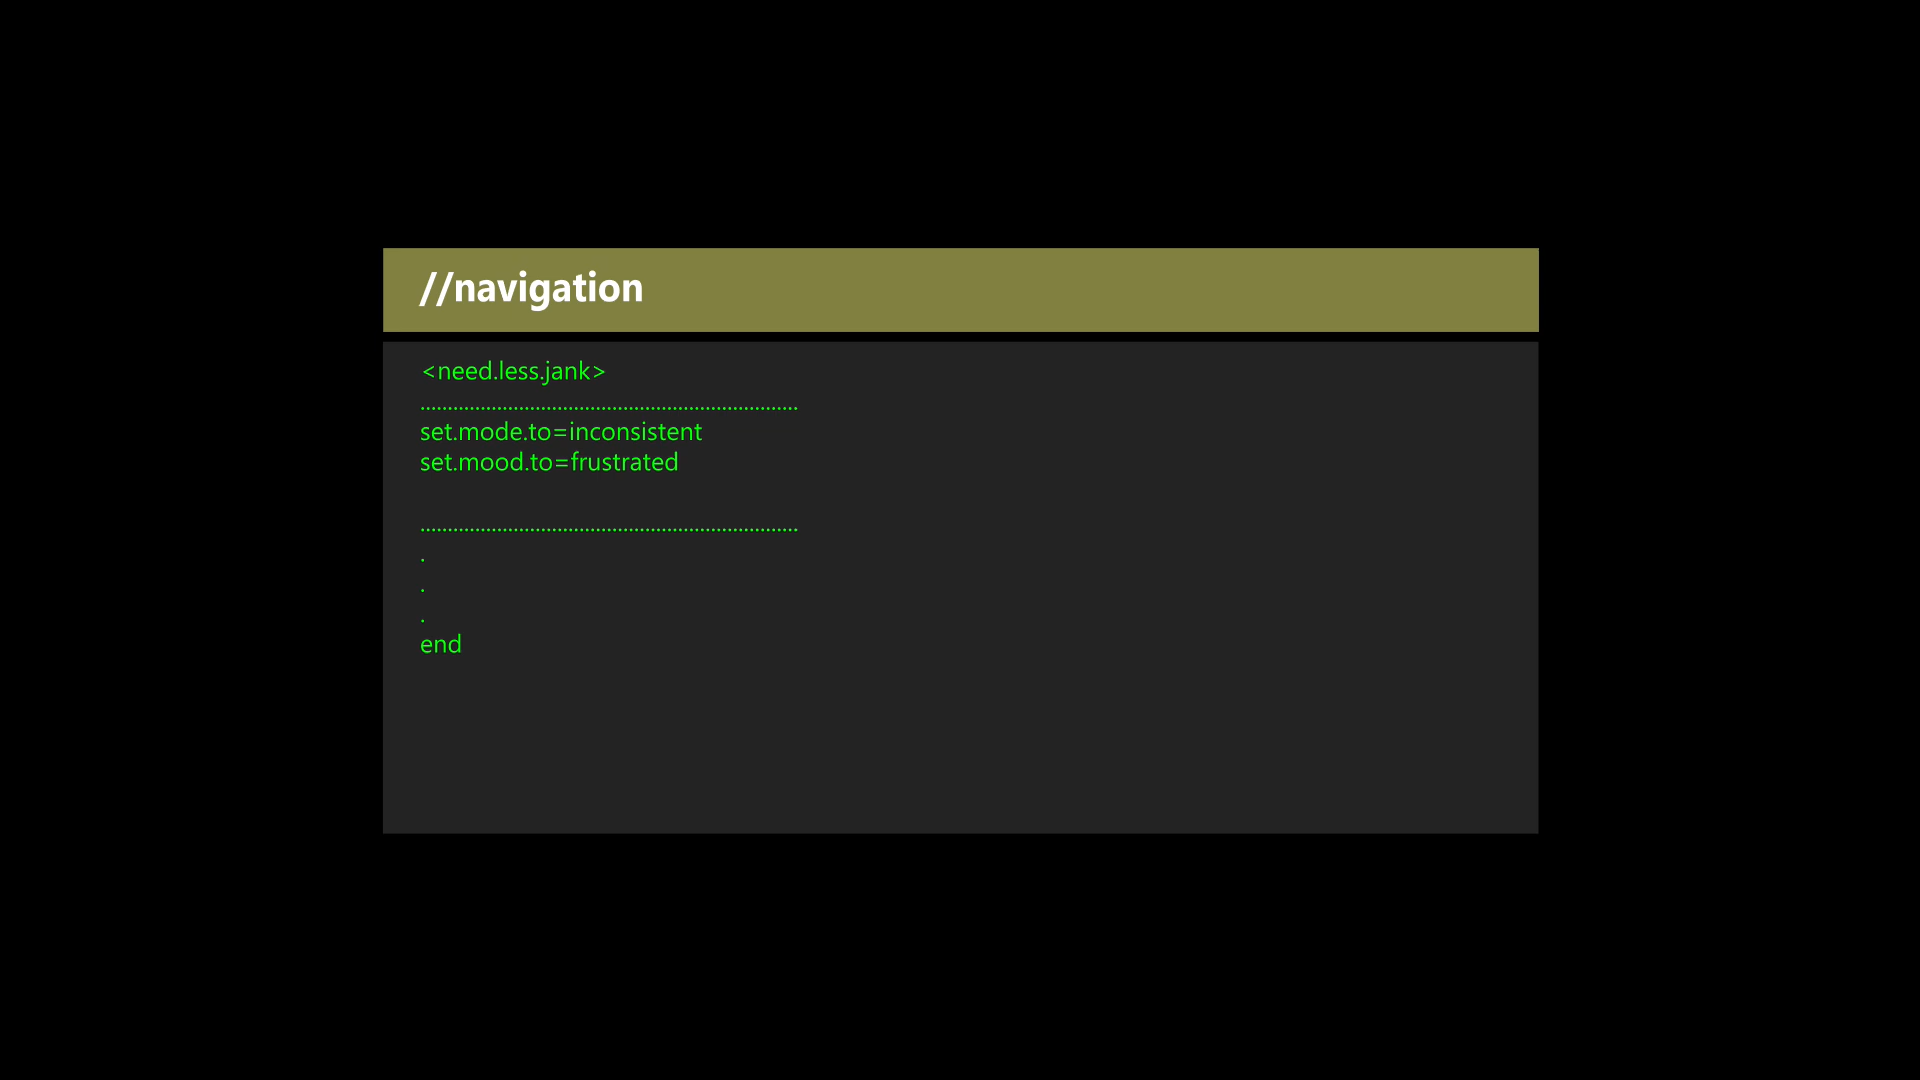 //navigation
<need.less.jank>
.....................................................................
set.mode.to=inconsistent
set.mood.to=frustrated
.....................................................................
.
.
.
end